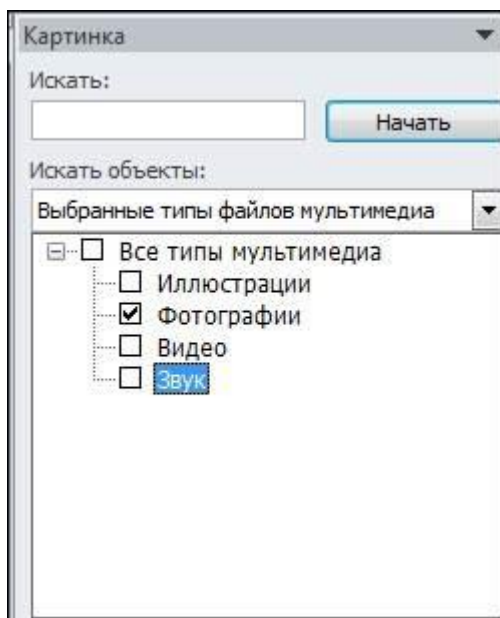 Картинка
Искать:
Начать
Искать объекты:
Выбранные типы файлов мультимедиа
Все типы мультимедиа
Иллюстрации
Фотографии
Видео
Звук